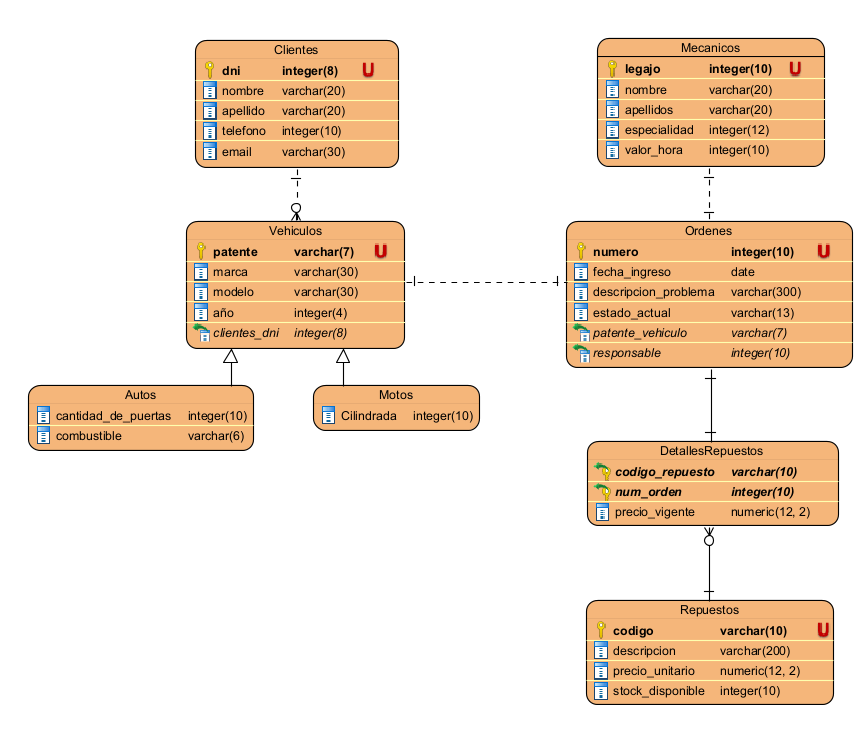 Clientes
dni integer(8) U
nombre varchar(20)
apellido varchar(20)
telefono integer(10)
email varchar(30)
Mecanicos
legajo integer(10) U
nombre varchar(20)
apellidos varchar(20)
especialidad integer(12)
valor_hora integer(10)
Vehiculos
patente varchar(7) U
marca varchar(30)
modelo varchar(30)
año integer(4)
clientes_dni integer(8)
Ordenes
numero integer(10) U
fecha_ingreso date
descripcion_problema varchar(300)
estado_actual varchar(13)
patente_vehiculo varchar(7)
responsable integer(10)
Autos
cantidad_de_puertas integer(10)
combustible varchar(6)
Motos
Cilindrada integer(10)
DetallesRepuestos
codigo_repuesto varchar(10)
num_orden integer(10)
precio_vigente numeric(12, 2)
Repuestos
codigo varchar(10) U
descripcion varchar(200)
precio_unitario numeric(12, 2)
stock_disponible integer(10)